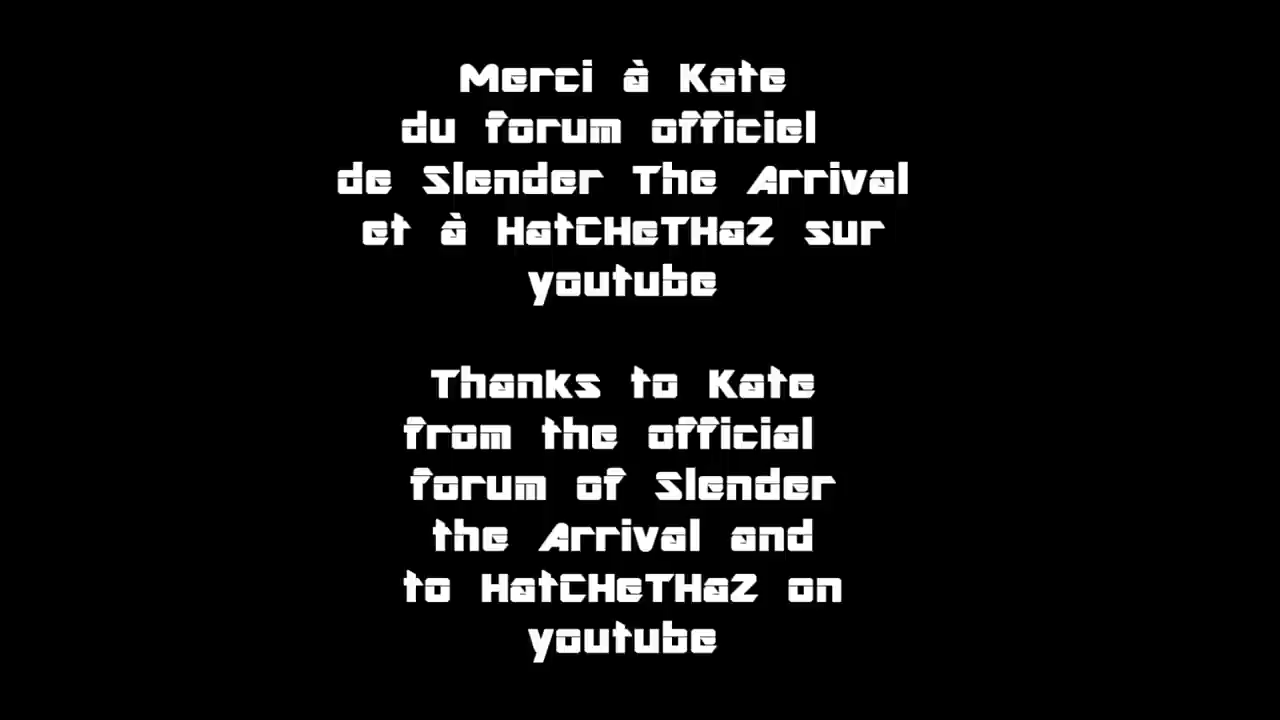 Merci à Kate
du forum officiel
de Slender The Arrival
et à HatCHeTHaZ sur
youtube
Thanks to Kate
from the official
forum of Slender
the Arrival and
to HatCHeTHaZ on
youtube